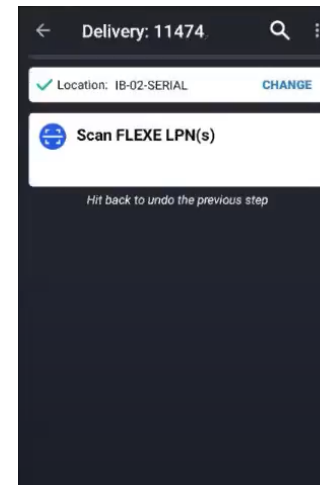 Delivery: 11474
Location: IB-02-SERIAL CHANGE
Scan FLEXE LPN(s)
Hit back to undo the previous step